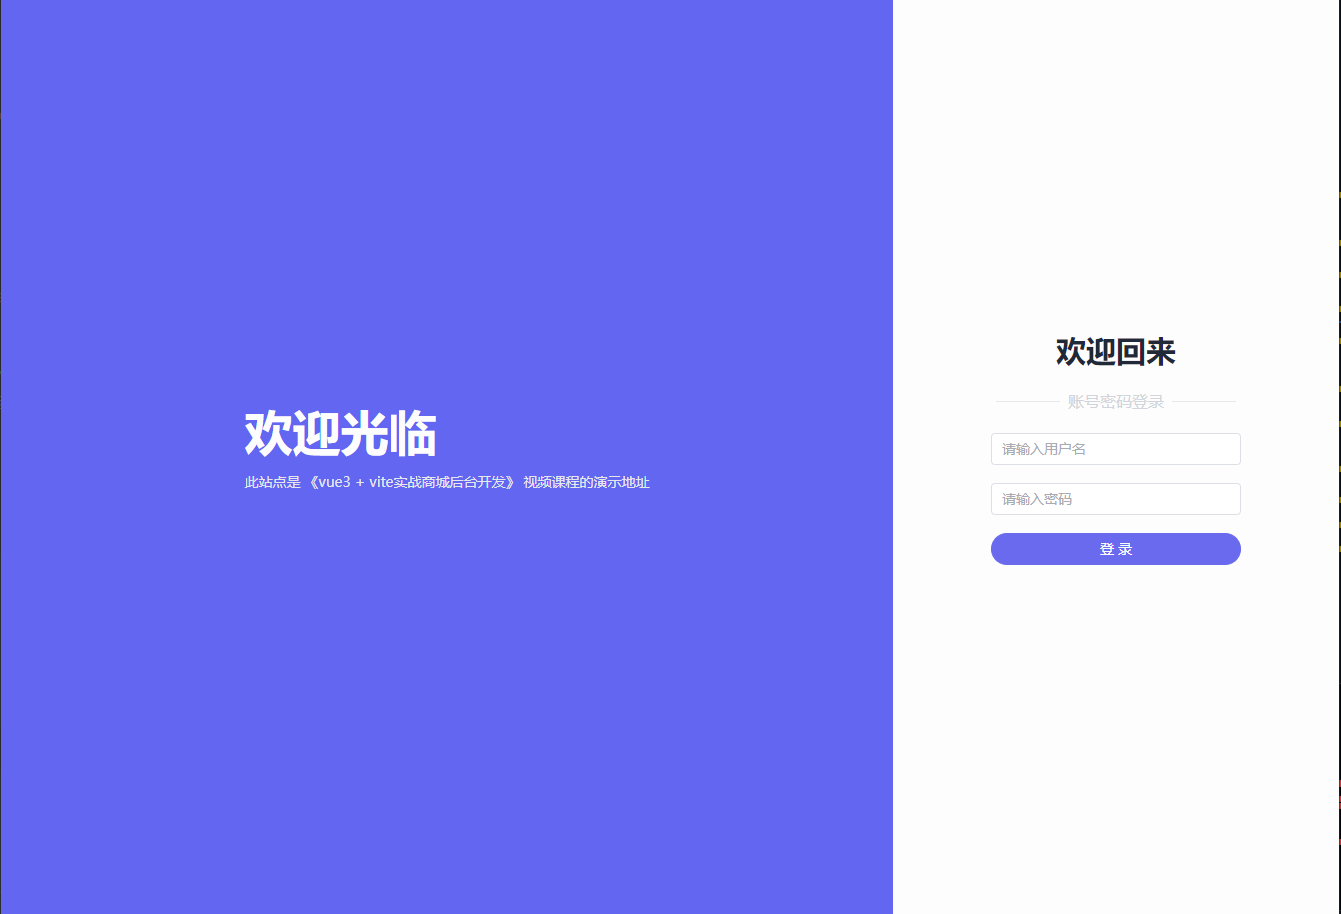 欢迎光临
此站点是 《vue3 + vite实战商城后台开发》 视频课程的演示地址
欢迎回来
账号密码登录
请输入用户名
请输入密码
登 录